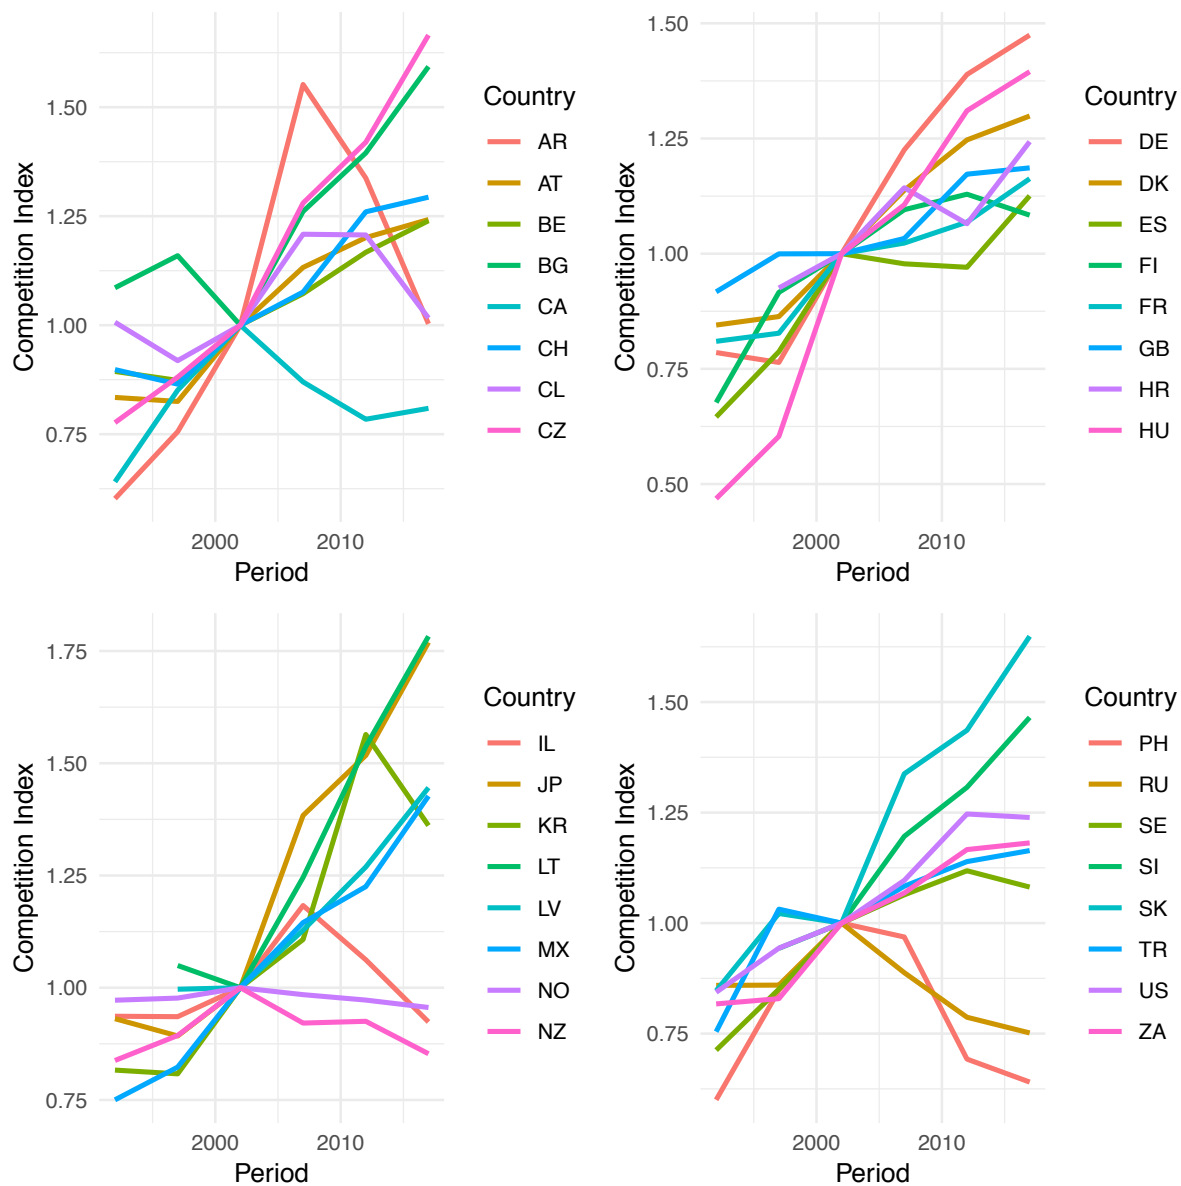 1.50
1.25
1.00
0.75
Competition Index
2000
2010
Period
Country
AR
AT
BE
BG
CA
CH
CL
CZ
1.50
1.25
1.00
0.75
0.50
Competition Index
2000
2010
Period
Country
DE
DK
ES
FI
FR
GB
HR
HU
1.75
1.50
1.25
1.00
0.75
Competition Index
2000
2010
Period
Country
IL
JP
KR
LT
LV
MX
NO
NZ
1.50
1.25
1.00
0.75
Competition Index
2000
2010
Period
Country
PH
RU
SE
SI
SK
TR
US
ZA